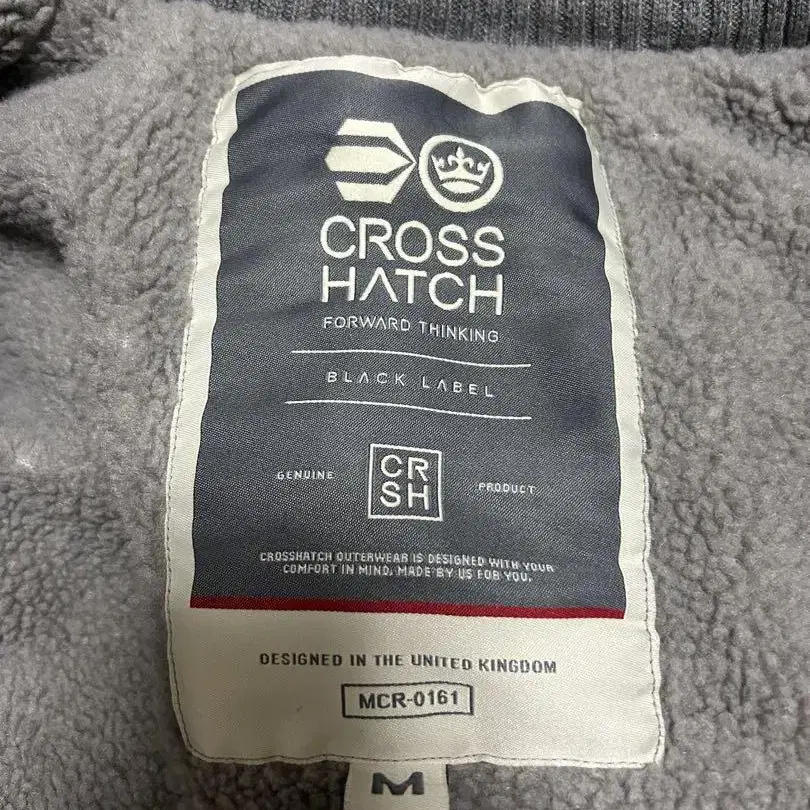 CROSS
HATCH
FORWARD THINKING
BLACK LABEL
GENUINE
CR
SH
PRODUCT
CROSSHATCH OUTERWEAR IS DESIGNED WITH YOUR
COMFORT IN MIND, MADE BY US FOR YOU.
DESIGNED IN THE UNITED KINGDOM
MCR-0161
M